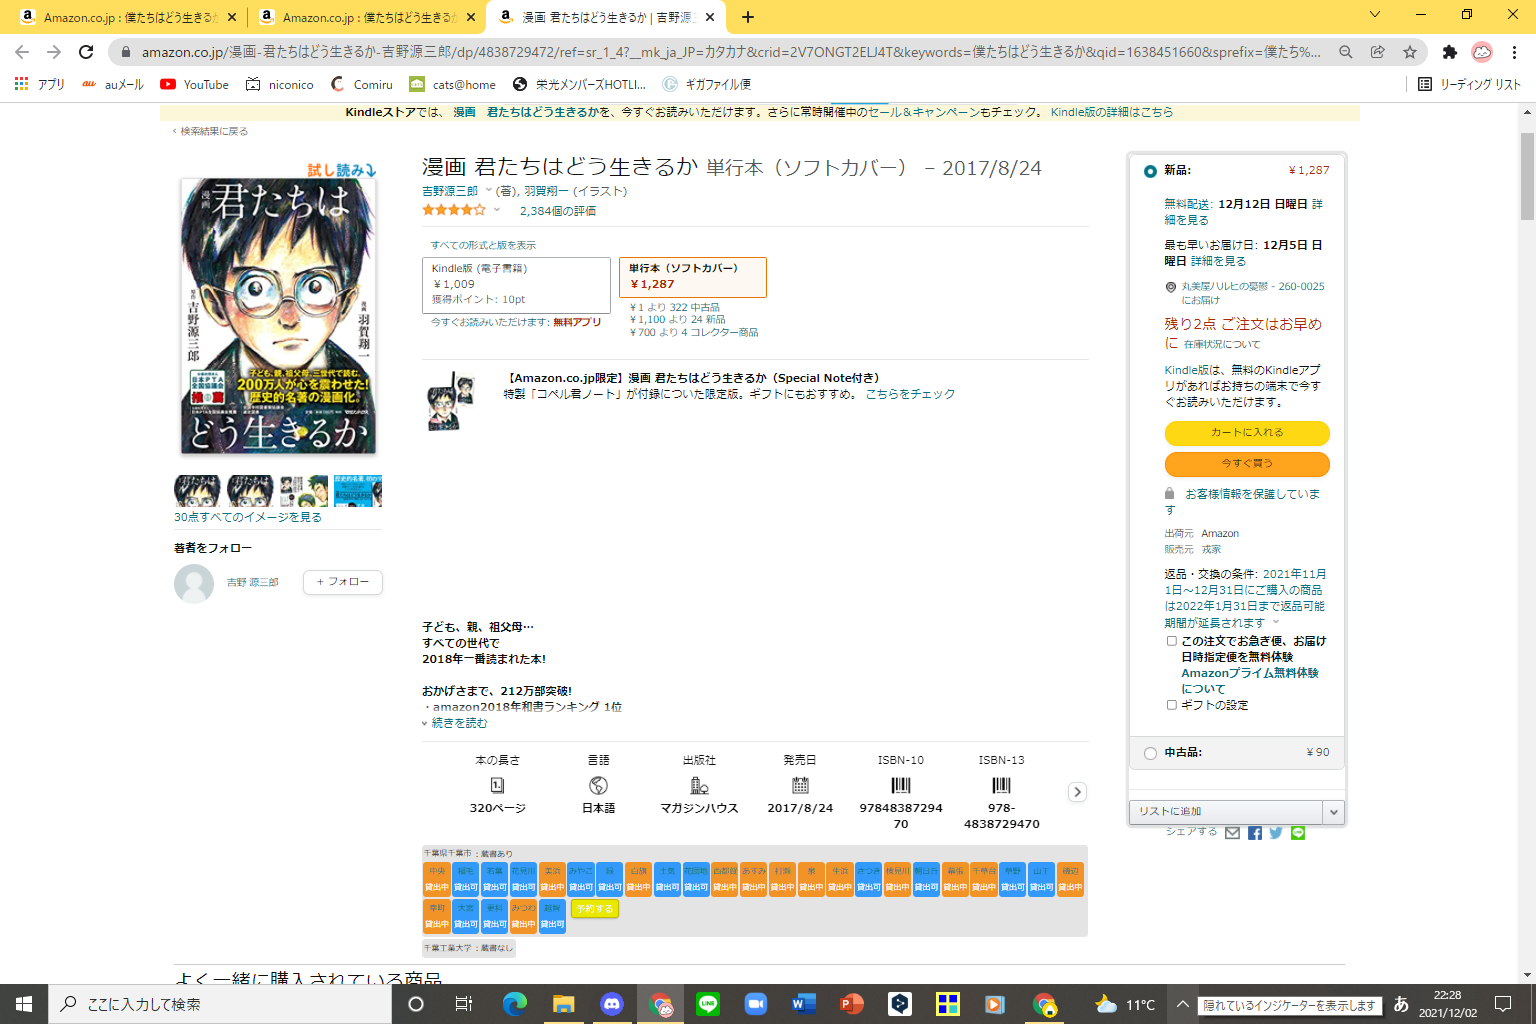 Amazon.co.jp : 僕たちはどう生きるか
Amazon.co.jp : 僕たちはどう生きるか
漫画 君たちはどう生きるか | 吉野源三
amazon.co.jp/漫画-君たちはどう生きるか-吉野源三郎/dp/4838729472/ref=sr_1_4?__mk_ja_JP=カタカナ&crid=2V7ONGT2ELJ4T&keywords=僕たちはどう生きるか&qid=1638451660&sprefix=僕たち%...
アプリ
auメール
YouTube
niconico
Comiru
cats@home
栄光メンバーズHOTLI...
ギガファイル便
リーディング リスト
Kindleストアでは、 漫画　君たちはどう生きるかを、今すぐお読みいただけます。さらに常時開催中のセール＆キャンペーンもチェック。 Kindle版の詳細はこちら
‹ 検索結果に戻る
試し読み
漫画
君たちは
原作 吉野源三郎
漫画 羽賀翔一
子ども、親、祖父母、三世代で読む。
200万人が心を震わせた!
歴史的名著の漫画化。
日本PTA
全国協議会
推薦
どう生きるか
30点すべてのイメージを見る
著者をフォロー
吉野 源三郎
+ フォロー
漫画 君たちはどう生きるか 単行本（ソフトカバー） – 2017/8/24
吉野源三郎 (著), 羽賀翔一 (イラスト)
2,384個の評価
すべての形式と版を表示
Kindle版 (電子書籍)
￥1,009
獲得ポイント: 10pt
今すぐお読みいただけます: 無料アプリ
単行本（ソフトカバー）
￥1,287
￥1 より 322 中古品
￥1,100 より 24 新品
￥700 より 4 コレクター商品
【Amazon.co.jp限定】漫画 君たちはどう生きるか（Special Note付き）
特製「コペル君ノート」が付録についた限定版。ギフトにもおすすめ。 こちらをチェック
子ども、親、祖父母…
すべての世代で
2018年一番読まれた本!
おかげさまで、212万部突破!
・amazon2018年和書ランキング 1位
続きを読む
本の長さ
320ページ
言語
日本語
出版社
マガジンハウス
発売日
2017/8/24
ISBN-10
9784838729470
ISBN-13
978-4838729470
千葉県千葉市 : 蔵書あり
中央 稲毛 若葉 花見川 美浜 みやこ 緑 白旗 土気 花団地 西都賀 あすみ 打瀬 泉 生浜 さつき 検見川 朝日丘 幕張 千草台 草野 山王 磯辺
貸出中 貸出可 貸出可 貸出可 貸出中 貸出可 貸出可 貸出中 貸出可 貸出可 貸出中 貸出中 貸出中 貸出中 貸出中 貸出可 貸出中 貸出可 貸出中 貸出中 貸出可 貸出可 貸出中
幸町 大宮 更科 みつわ 越智
貸出中 貸出可 貸出可 貸出中 貸出可
予約する
千葉工業大学 : 蔵書なし
よく一緒に購入されている商品
新品:
￥1,287
無料配送: 12月12日 日曜日 詳
細を見る
最も早いお届け日: 12月5日 日
曜日 詳細を見る
丸美屋ハルヒの憂鬱 - 260-0025
にお届け
残り2点 ご注文はお早め
に 在庫状況について
Kindle版は、無料のKindleアプ
リがあればお持ちの端末で今す
ぐお読みいただけます。
カートに入れる
今すぐ買う
お客様情報を保護していま
す
出荷元 Amazon
販売元 戎家
返品・交換の条件: 2021年11月
1日～12月31日にご購入の商品
は2022年1月31日まで返品可能
期間が延長されます
この注文でお急ぎ便、お届け
日時指定便を無料体験
Amazonプライム無料体験
について
ギフトの設定
中古品:
￥90
リストに追加
シェアする
ここに入力して検索
11°C
隠れているインジケーターを表示します
あ
22:28
2021/12/02